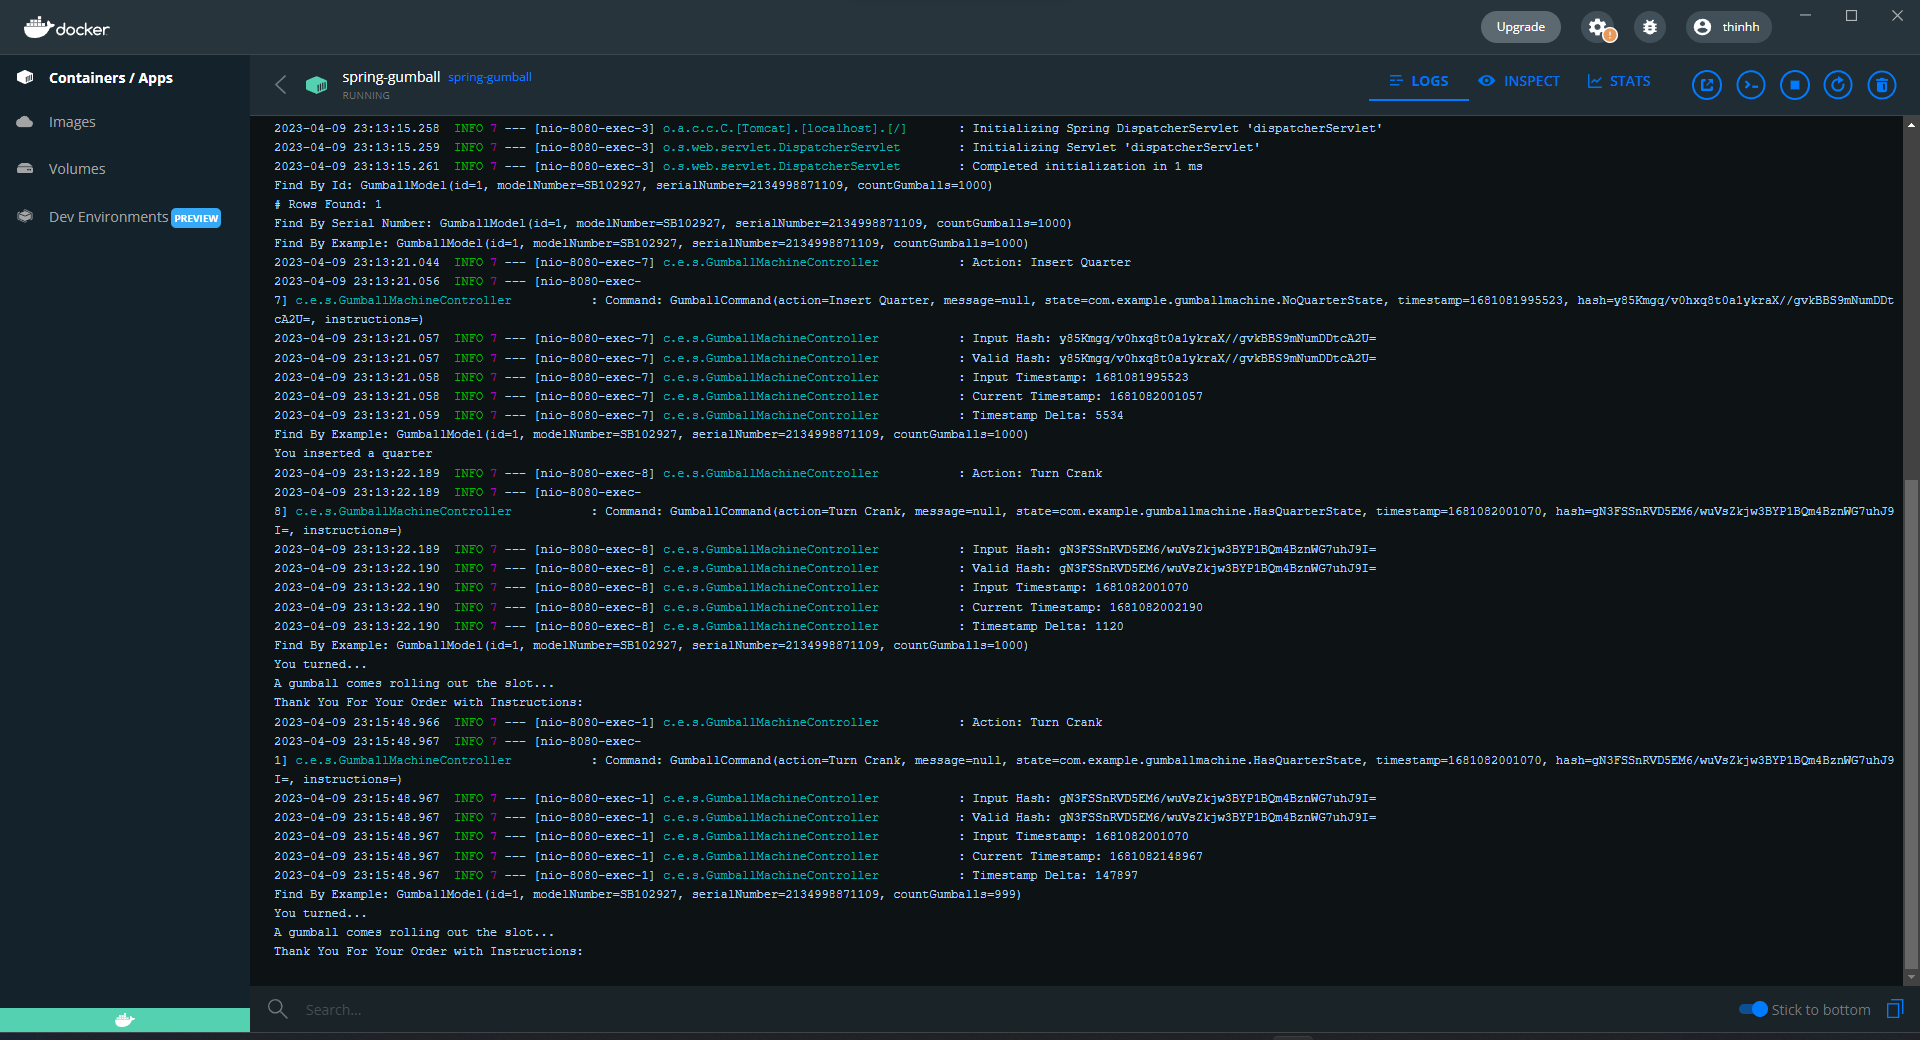 docker
Upgrade
thinhh
Containers / Apps
Images
Volumes
Dev Environments PREVIEW
spring-gumball spring-gumball
RUNNING
LOGS
INSPECT
STATS
2023-04-09 23:13:15.258 INFO 7 --- [nio-8080-exec-3] o.a.c.c.C.[Tomcat].[localhost].[/] : Initializing Spring DispatcherServlet 'dispatcherServlet'
2023-04-09 23:13:15.259 INFO 7 --- [nio-8080-exec-3] o.s.web.servlet.DispatcherServlet : Initializing Servlet 'dispatcherServlet'
2023-04-09 23:13:15.261 INFO 7 --- [nio-8080-exec-3] o.s.web.servlet.DispatcherServlet : Completed initialization in 1 ms
Find By Id: GumballModel(id=1, modelNumber=SB102927, serialNumber=2134998871109, countGumballs=1000)
# Rows Found: 1
Find By Serial Number: GumballModel(id=1, modelNumber=SB102927, serialNumber=2134998871109, countGumballs=1000)
Find By Example: GumballModel(id=1, modelNumber=SB102927, serialNumber=2134998871109, countGumballs=1000)
2023-04-09 23:13:21.044 INFO 7 --- [nio-8080-exec-7] c.e.s.GumballMachineController : Action: Insert Quarter
2023-04-09 23:13:21.056 INFO 7 --- [nio-8080-exec-
7] c.e.s.GumballMachineController : Command: GumballCommand(action=Insert Quarter, message=null, state=com.example.gumballmachine.NoQuarterState, timestamp=1681081995523, hash=y85Kmgq/v0hxq8t0a1ykraX//gvkBBS9mNumDDt
cA2U=, instructions=)
2023-04-09 23:13:21.057 INFO 7 --- [nio-8080-exec-7] c.e.s.GumballMachineController : Input Hash: y85Kmgq/v0hxq8t0a1ykraX//gvkBBS9mNumDDtcA2U=
2023-04-09 23:13:21.057 INFO 7 --- [nio-8080-exec-7] c.e.s.GumballMachineController : Valid Hash: y85Kmgq/v0hxq8t0a1ykraX//gvkBBS9mNumDDtcA2U=
2023-04-09 23:13:21.058 INFO 7 --- [nio-8080-exec-7] c.e.s.GumballMachineController : Input Timestamp: 1681081995523
2023-04-09 23:13:21.058 INFO 7 --- [nio-8080-exec-7] c.e.s.GumballMachineController : Current Timestamp: 1681082001057
2023-04-09 23:13:21.059 INFO 7 --- [nio-8080-exec-7] c.e.s.GumballMachineController : Timestamp Delta: 5534
Find By Example: GumballModel(id=1, modelNumber=SB102927, serialNumber=2134998871109, countGumballs=1000)
You inserted a quarter
2023-04-09 23:13:22.189 INFO 7 --- [nio-8080-exec-8] c.e.s.GumballMachineController : Action: Turn Crank
2023-04-09 23:13:22.189 INFO 7 --- [nio-8080-exec-
8] c.e.s.GumballMachineController : Command: GumballCommand(action=Turn Crank, message=null, state=com.example.gumballmachine.HasQuarterState, timestamp=1681082001070, hash=gN3FSSnRVD5EM6/wuVsZkjw3BYP1BQm4BznWG7uhJ9
I=, instructions=)
2023-04-09 23:13:22.189 INFO 7 --- [nio-8080-exec-8] c.e.s.GumballMachineController : Input Hash: gN3FSSnRVD5EM6/wuVsZkjw3BYP1BQm4BznWG7uhJ9I=
2023-04-09 23:13:22.190 INFO 7 --- [nio-8080-exec-8] c.e.s.GumballMachineController : Valid Hash: gN3FSSnRVD5EM6/wuVsZkjw3BYP1BQm4BznWG7uhJ9I=
2023-04-09 23:13:22.190 INFO 7 --- [nio-8080-exec-8] c.e.s.GumballMachineController : Input Timestamp: 1681082001070
2023-04-09 23:13:22.190 INFO 7 --- [nio-8080-exec-8] c.e.s.GumballMachineController : Current Timestamp: 1681082002190
2023-04-09 23:13:22.190 INFO 7 --- [nio-8080-exec-8] c.e.s.GumballMachineController : Timestamp Delta: 1120
Find By Example: GumballModel(id=1, modelNumber=SB102927, serialNumber=2134998871109, countGumballs=1000)
You turned...
A gumball comes rolling out the slot...
Thank You For Your Order with Instructions:
2023-04-09 23:15:48.966 INFO 7 --- [nio-8080-exec-1] c.e.s.GumballMachineController : Action: Turn Crank
2023-04-09 23:15:48.967 INFO 7 --- [nio-8080-exec-
1] c.e.s.GumballMachineController : Command: GumballCommand(action=Turn Crank, message=null, state=com.example.gumballmachine.HasQuarterState, timestamp=1681082001070, hash=gN3FSSnRVD5EM6/wuVsZkjw3BYP1BQm4BznWG7uhJ9
I=, instructions=)
2023-04-09 23:15:48.967 INFO 7 --- [nio-8080-exec-1] c.e.s.GumballMachineController : Input Hash: gN3FSSnRVD5EM6/wuVsZkjw3BYP1BQm4BznWG7uhJ9I=
2023-04-09 23:15:48.967 INFO 7 --- [nio-8080-exec-1] c.e.s.GumballMachineController : Valid Hash: gN3FSSnRVD5EM6/wuVsZkjw3BYP1BQm4BznWG7uhJ9I=
2023-04-09 23:15:48.967 INFO 7 --- [nio-8080-exec-1] c.e.s.GumballMachineController : Input Timestamp: 1681082001070
2023-04-09 23:15:48.967 INFO 7 --- [nio-8080-exec-1] c.e.s.GumballMachineController : Current Timestamp: 1681082148967
2023-04-09 23:15:48.967 INFO 7 --- [nio-8080-exec-1] c.e.s.GumballMachineController : Timestamp Delta: 147897
Find By Example: GumballModel(id=1, modelNumber=SB102927, serialNumber=2134998871109, countGumballs=999)
You turned...
A gumball comes rolling out the slot...
Thank You For Your Order with Instructions:
Search...
Stick to bottom